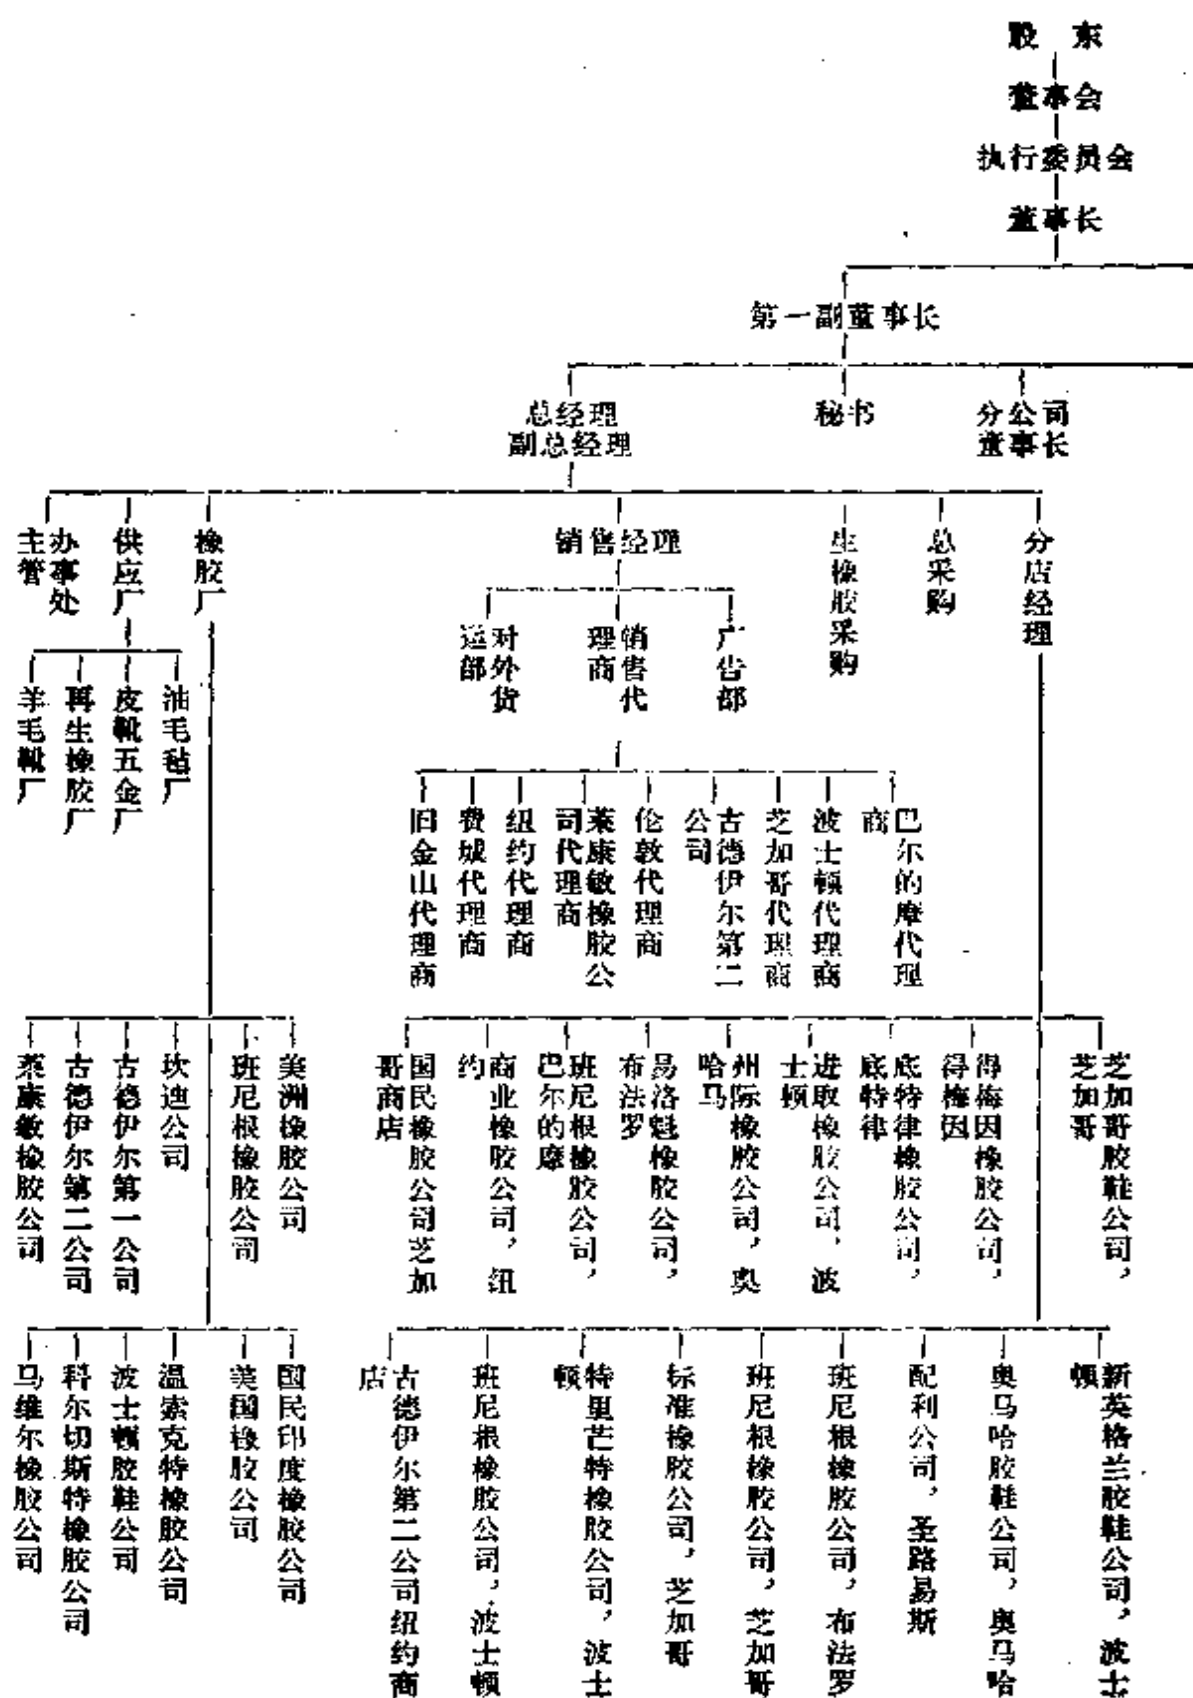 股东
董事会
执行委员会
董事长
第一副董事长
总经理
副总经理
秘书
分公司
董事长
主管
办事处
供应厂
橡胶厂
销售经理
生橡胶采购
总采购
分店经理
对外货
运部
销售代
理商
广告部
羊毛靴厂
再生橡胶厂
皮靴五金厂
油毛毡厂
旧金山代理商
费城代理商
纽约代理商
莱康敏橡胶公
司代理商
伦敦代理商
古德伊尔第二
公司
芝加哥代理商
波士顿代理商
巴尔的摩代理
商
莱康敏橡胶公司
古德伊尔第二公司
古德伊尔第一公司
坎迪公司
班尼根橡胶公司
美洲橡胶公司
国民橡胶公司芝加
哥商店
商业橡胶公司，纽
约
班尼根橡胶公司，
巴尔的摩
易洛魁橡胶公司，
布法罗
州际橡胶公司，奥
哈马
进取橡胶公司，波
士顿
底特律橡胶公司，
底特律
得梅因橡胶公司，
得梅因
芝加哥胶鞋公司，
芝加哥
马维尔橡胶公司
科尔切斯特橡胶公司
波士顿胶鞋公司
温索克特橡胶公司
美国橡胶公司
国民印度橡胶公司
古德伊尔第二公司纽约商
店
班尼根橡胶公司，波士顿
特里芒特橡胶公司，波士
顿
标准橡胶公司，芝加哥
班尼根橡胶公司，芝加哥
班尼根橡胶公司，布法罗
配利公司，圣路易斯
奥马哈胶鞋公司，奥马哈
新英格兰胶鞋公司，波士
顿